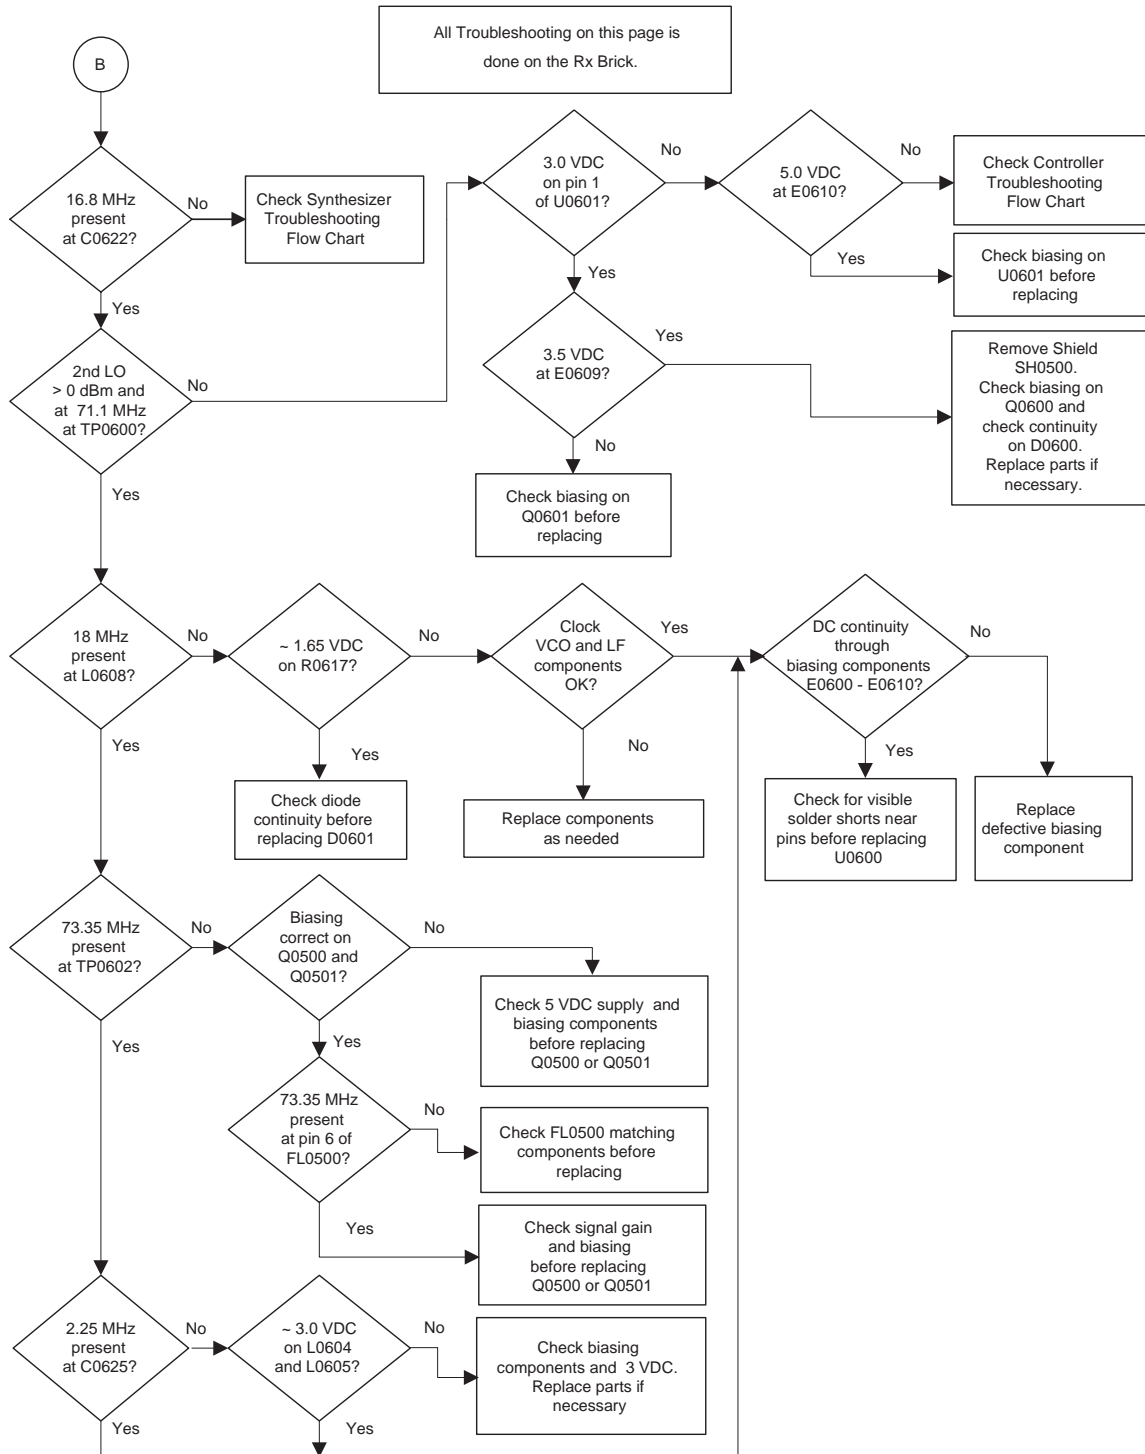 All Troubleshooting on this page is
done on the Rx Brick.
B
16.8 MHz
present
at C0622?
No
Check Synthesizer
Troubleshooting
Flow Chart
Yes
3.0 VDC
on pin 1
of U0601?
No
5.0 VDC
at E0610?
No
Check Controller
Troubleshooting
Flow Chart
Yes
Check biasing on
U0601 before
replacing
Yes
2nd LO
> 0 dBm and
at 71.1 MHz
at TP0600?
No
3.5 VDC
at E0609?
Yes
Remove Shield
SH0500.
Check biasing on
Q0600 and
check continuity
on D0600.
Replace parts if
necessary.
No
Check biasing on
Q0601 before
replacing
Yes
18 MHz
present
at L0608?
No
~ 1.65 VDC
on R0617?
No
Clock
VCO and LF
components
OK?
Yes
DC continuity
through
biasing components
E0600 - E0610?
No
Yes
Yes
Check diode
continuity before
replacing D0601
No
Replace components
as needed
Yes
Check for visible
solder shorts near
pins before replacing
U0600
Replace
defective biasing
component
73.35 MHz
present
at TP0602?
No
Biasing
correct on
Q0500 and
Q0501?
No
Check 5 VDC supply and
biasing components
before replacing
Q0500 or Q0501
Yes
Yes
73.35 MHz
present
at pin 6 of
FL0500?
No
Check FL0500 matching
components before
replacing
Yes
Check signal gain
and biasing
before replacing
Q0500 or Q0501
2.25 MHz
present
at C0625?
No
~ 3.0 VDC
on L0604
and L0605?
No
Check biasing
components and 3 VDC.
Replace parts if
necessary
Yes
Yes